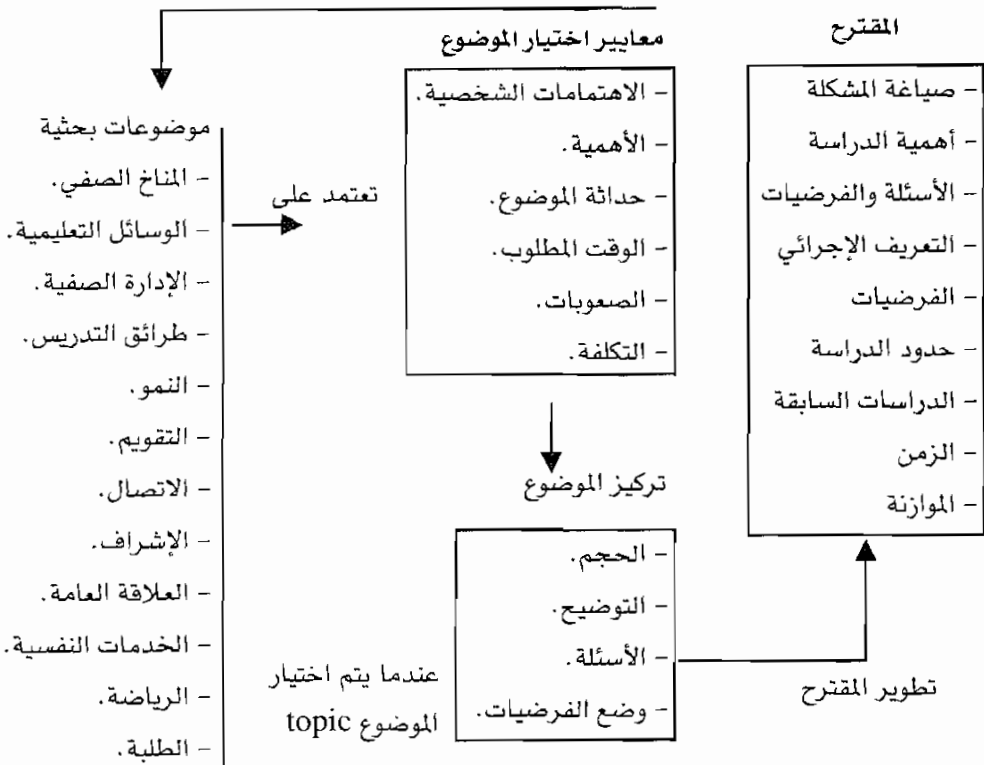 المقترح
- صياغة المشكلة
- أهمية الدراسة
- الأسئلة والفرضيات
- التعريف الإجرائي
- الفرضيات
- حدود الدراسة
- الدراسات السابقة
- الزمن
- الموازنة
تطوير المقترح
معايير اختيار الموضوع
- الاهتمامات الشخصية.
- الأهمية.
- حداثة الموضوع.
- الوقت المطلوب.
- الصعوبات.
- التكلفة.
تركيز الموضوع
- الحجم.
- التوضيح.
- الأسئلة.
- وضع الفرضيات.
تعتمد على
عندما يتم اختيار
الموضوع topic
موضوعات بحثية
- المناخ الصفي.
- الوسائل التعليمية.
- الإدارة الصفية.
- طرائق التدريس.
- النمو.
- التقويم.
- الاتصال.
- الإشراف.
- العلاقة العامة.
- الخدمات النفسية.
- الرياضة.
- الطلبة.